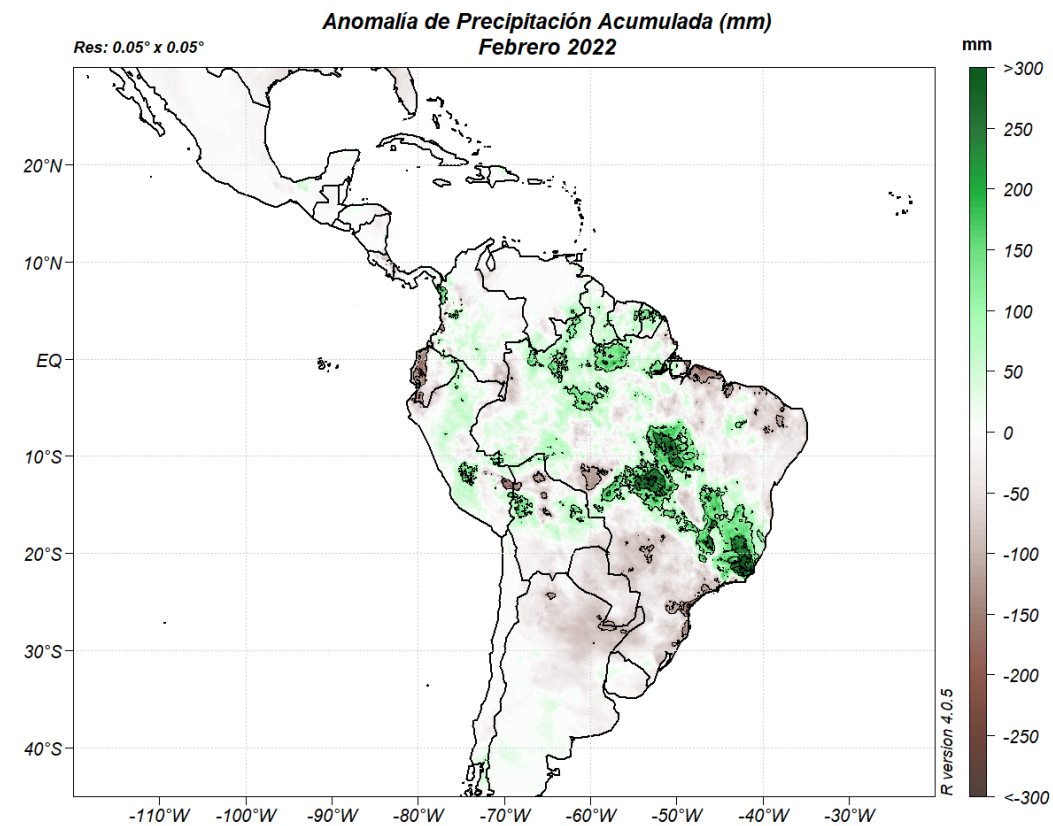 Anomalía de Precipitación Acumulada (mm)
Febrero 2022
Res: 0.05° x 0.05°
mm
>300
250
200
150
100
50
0
-50
-100
-150
-200
-250
<-300
20°N
10°N
EQ
10°S
20°S
30°S
40°S
-110°W
-100°W
-90°W
-80°W
-70°W
-60°W
-50°W
-40°W
-30°W
R version 4.0.5